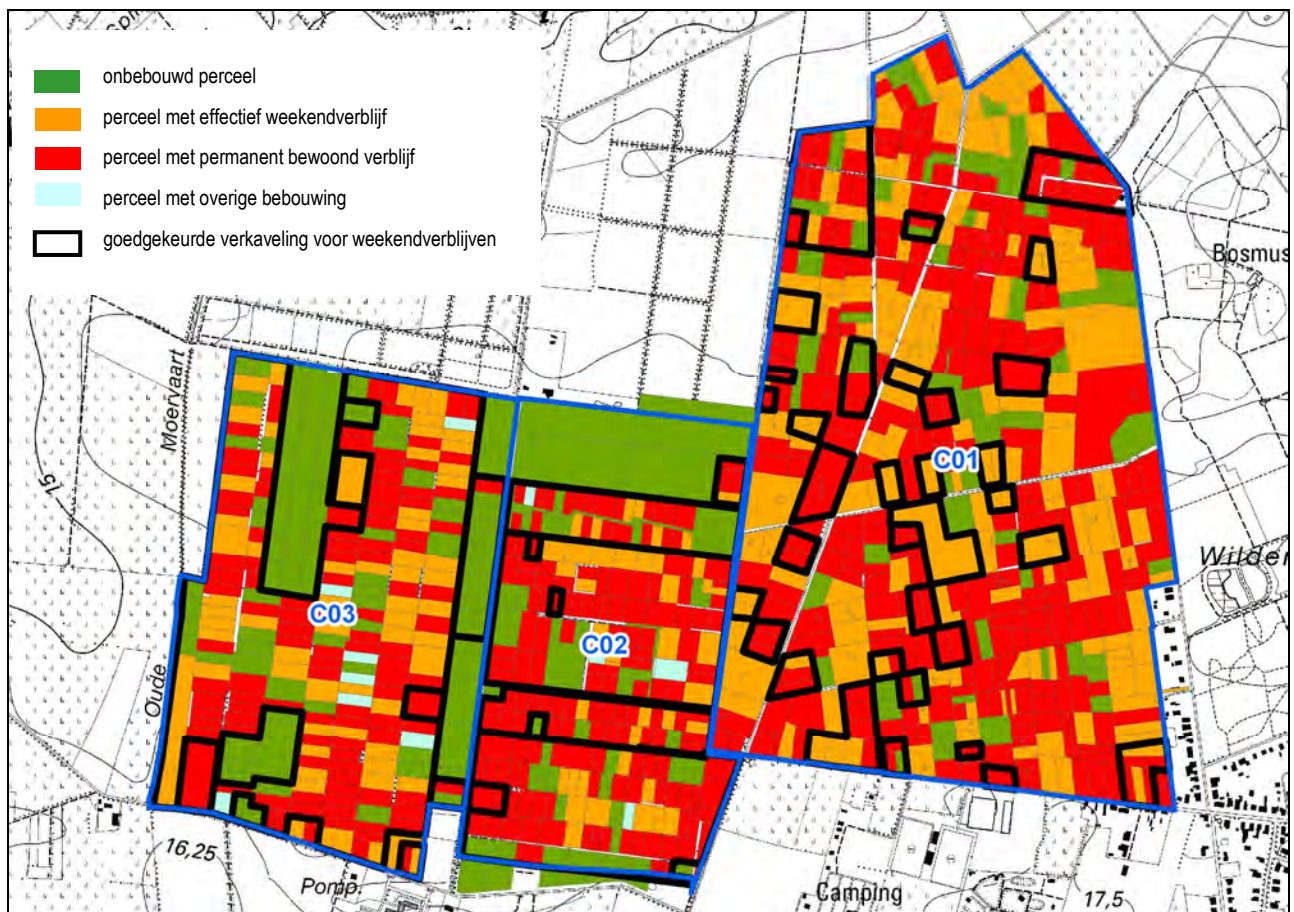 onbebouwd perceel
perceel met effectief weekendverblijf
perceel met permanent bewoond verblijf
perceel met overige bebouwing
goedgekeurde verkaveling voor weekendverblijven
Bosmus
Moervaart
C01
15
Wilder
C03
C02
Oude
16,25
Pomp.
Camping
17,5